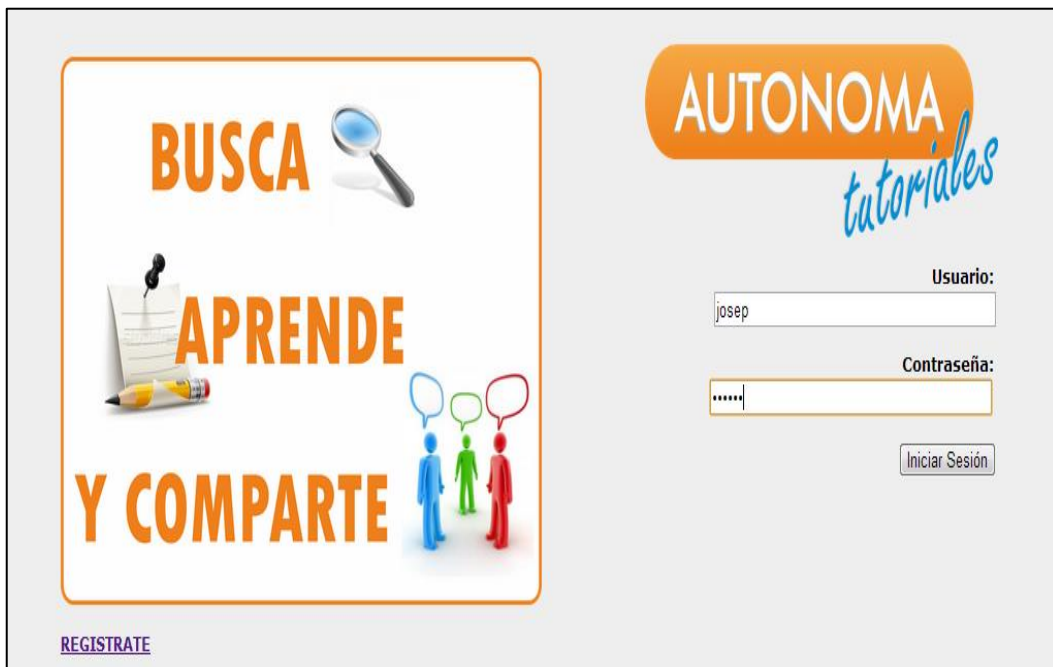 BUSCA
APRENDE
Y COMPARTE
REGISTRATE
AUTONOMA
tutoriales
Usuario:
josep
Contraseña:
••••••
Iniciar Sesión